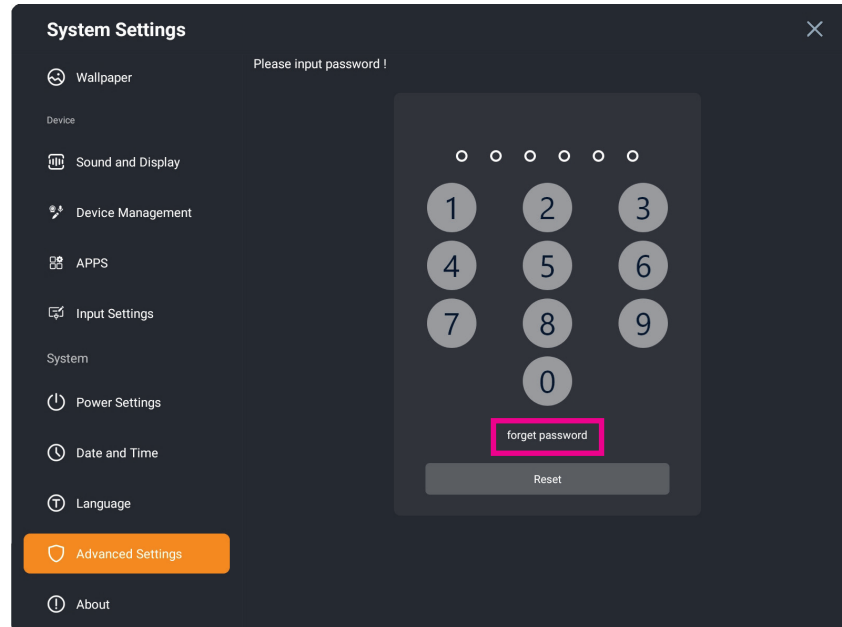 System Settings
Wallpaper
Device
Sound and Display
Device Management
APPS
Input Settings
System
Power Settings
Date and Time
Language
Advanced Settings
About
Please input password !
1 2 3
4 5 6
7 8 9
0
forget password
Reset